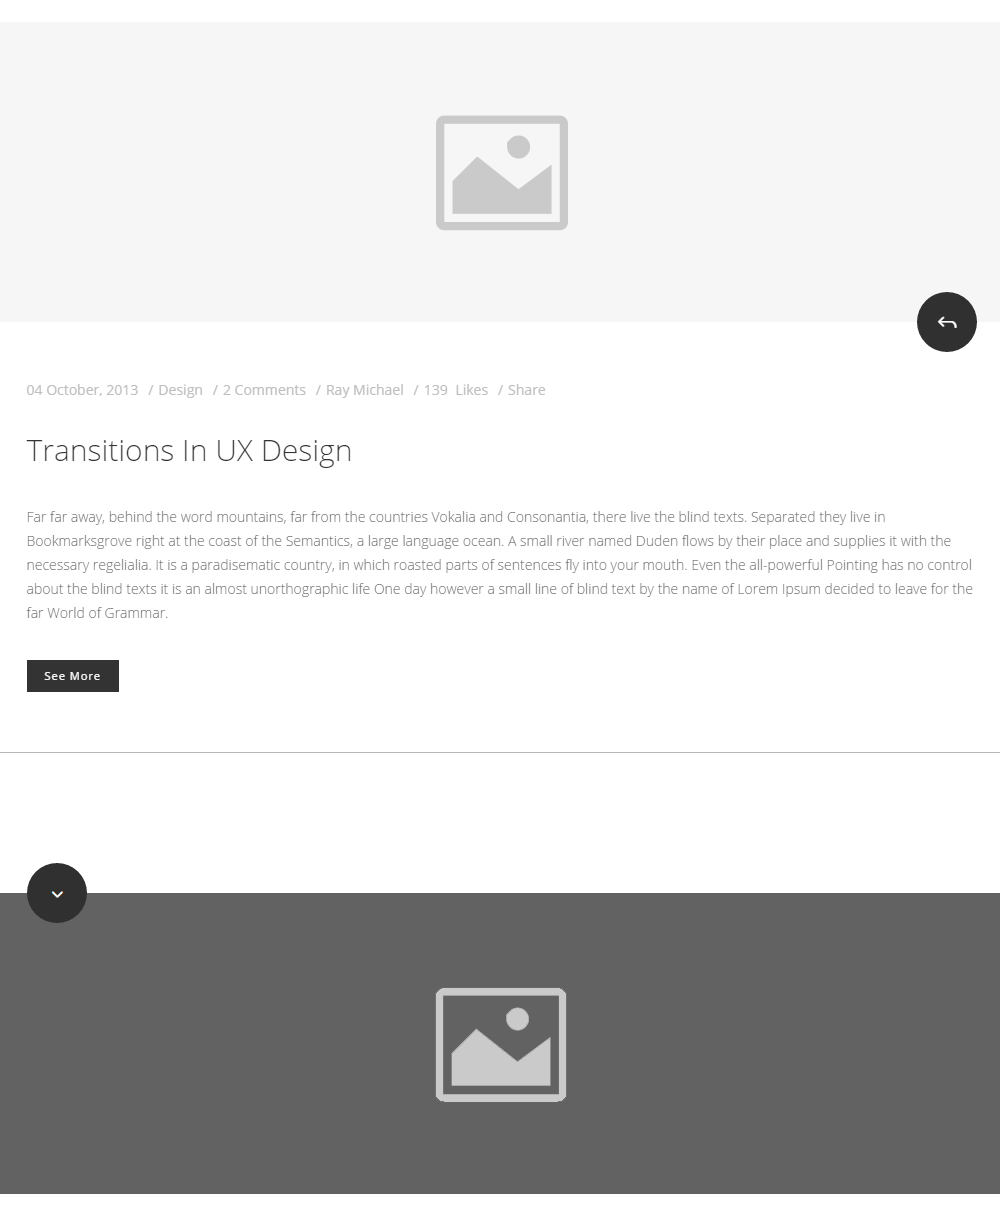 04 October, 2013 / Design / 2 Comments / Ray Michael / 139 Likes / Share
Transitions In UX Design
Far far away, behind the word mountains, far from the countries Vokalia and Consonantia, there live the blind texts. Separated they live in
Bookmarksgrove right at the coast of the Semantics, a large language ocean. A small river named Duden flows by their place and supplies it with the
necessary regelialia. It is a paradisematic country, in which roasted parts of sentences fly into your mouth. Even the all-powerful Pointing has no control
about the blind texts it is an almost unorthographic life One day however a small line of blind text by the name of Lorem Ipsum decided to leave for the
far World of Grammar.
See More